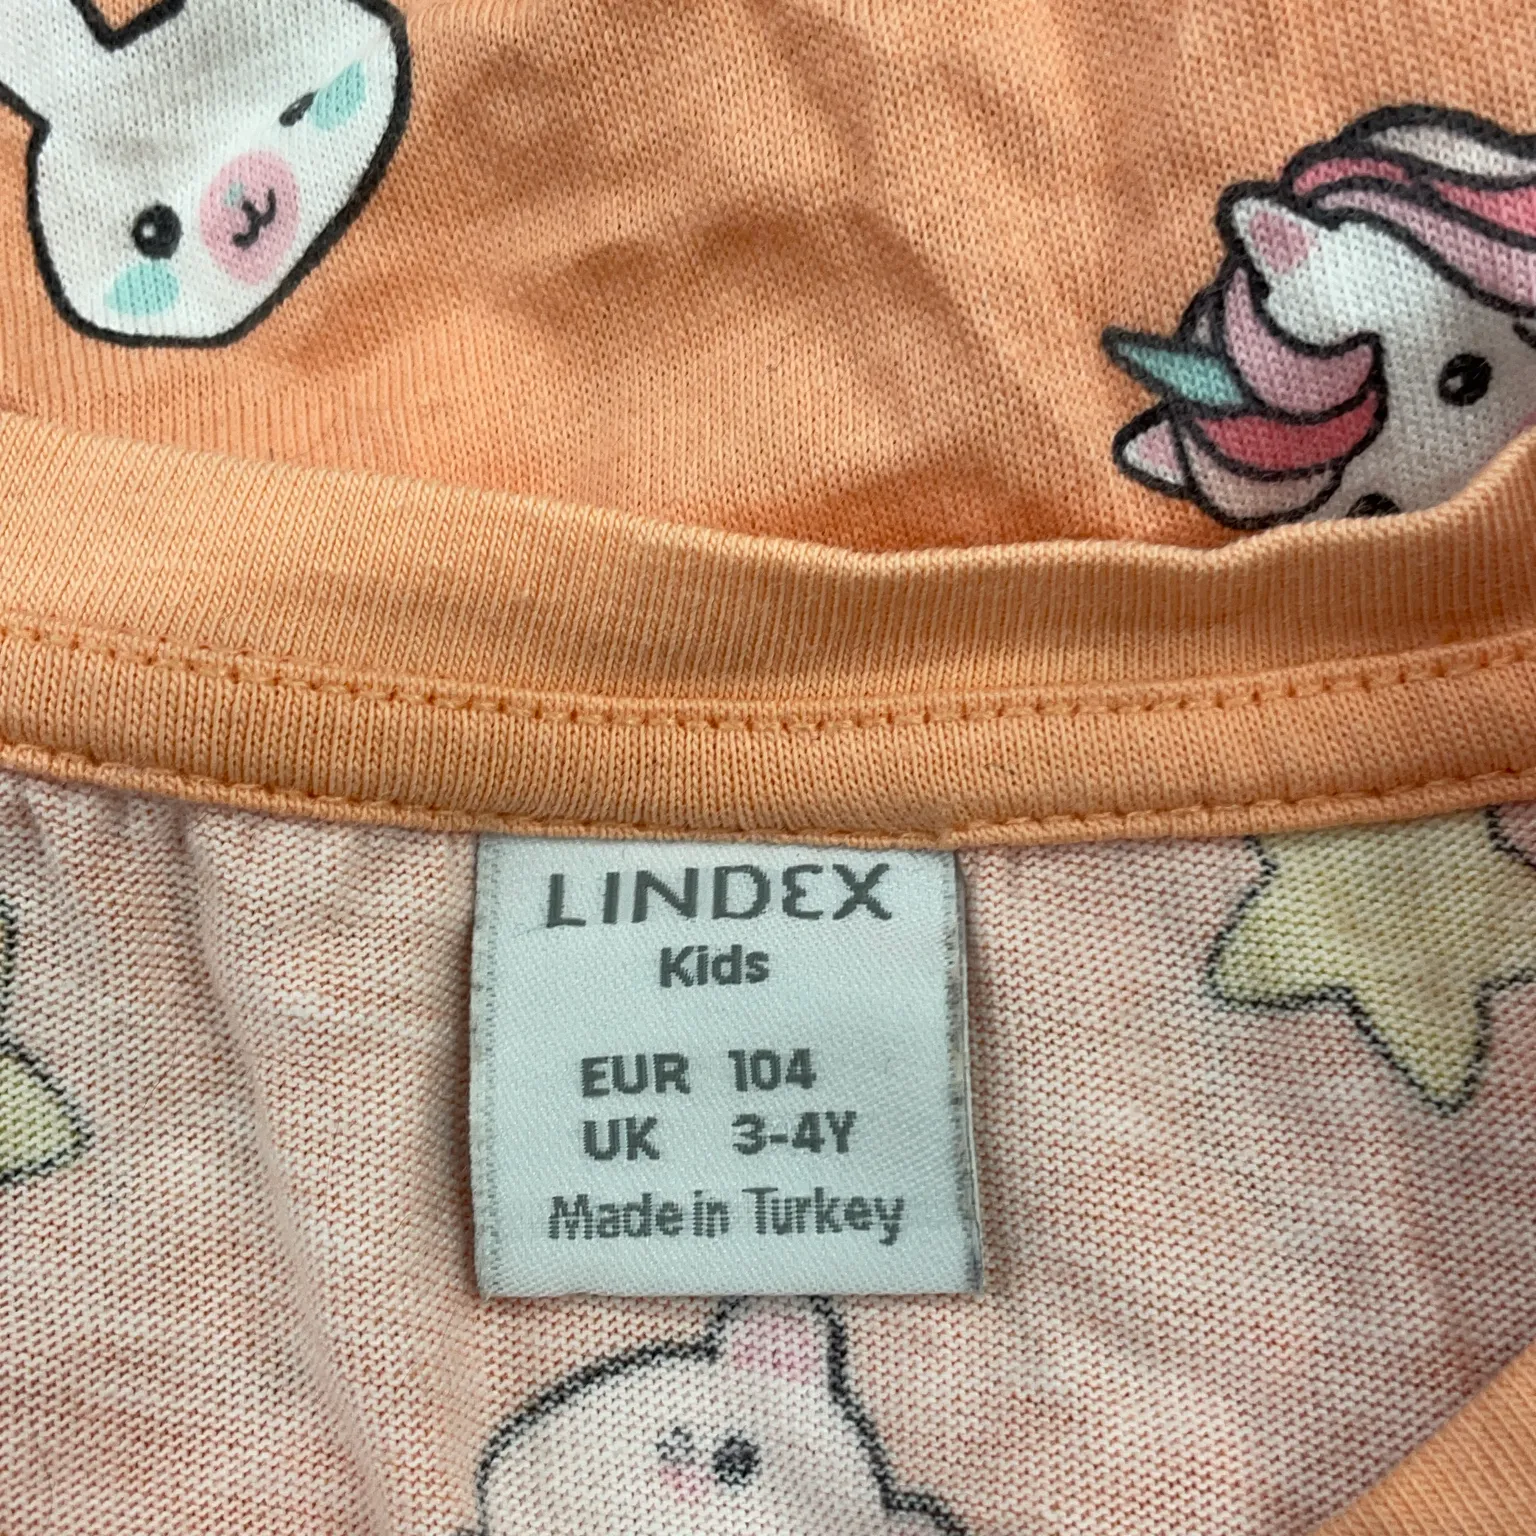 LINDEX
Kids
EUR 104
UK 3-4Y
Made in Turkey